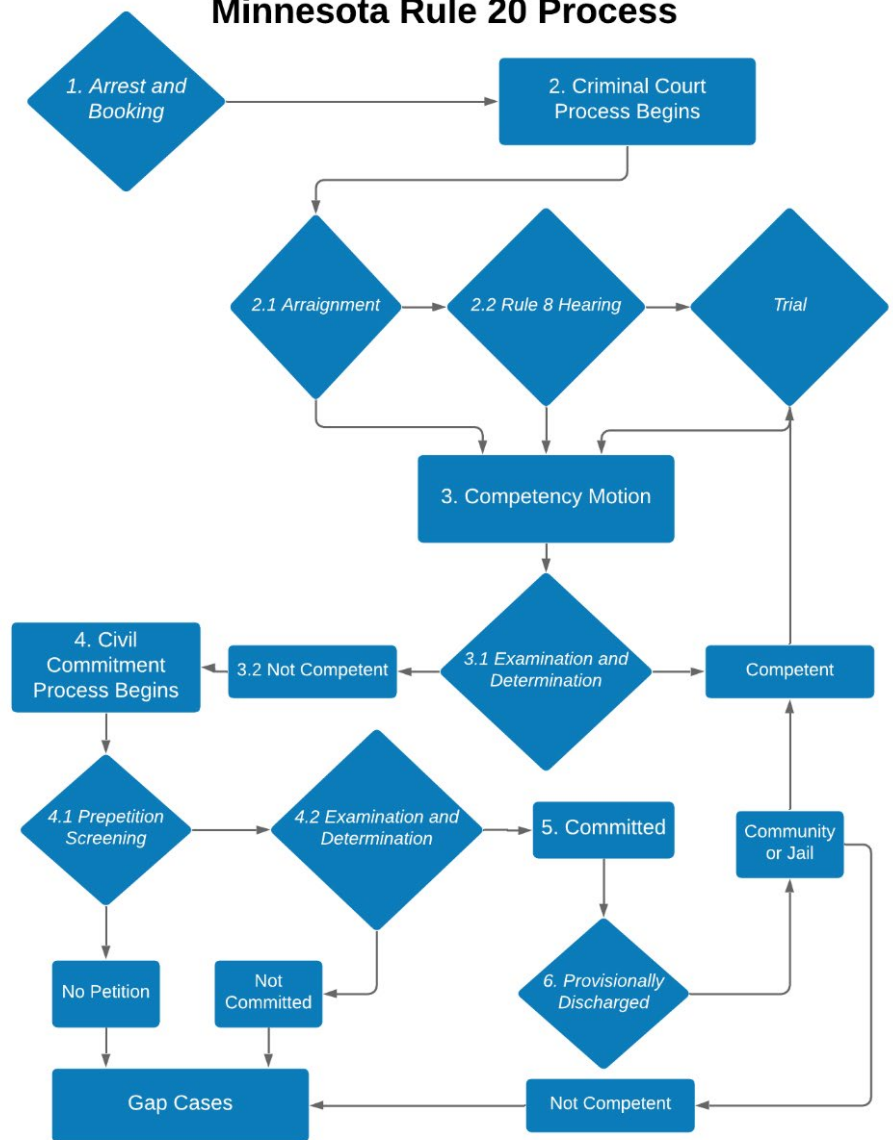 Minnesota Rule 20 Process
1. Arrest and
Booking
2. Criminal Court
Process Begins
2.1 Arraignment
2.2 Rule 8 Hearing
Trial
3. Competency Motion
3.1 Examination and
Determination
Competent
3.2 Not Competent
4. Civil
Commitment
Process Begins
4.1 Prepetition
Screening
4.2 Examination and
Determination
5. Committed
Community
or Jail
No Petition
Not
Committed
6. Provisionally
Discharged
Gap Cases
Not Competent